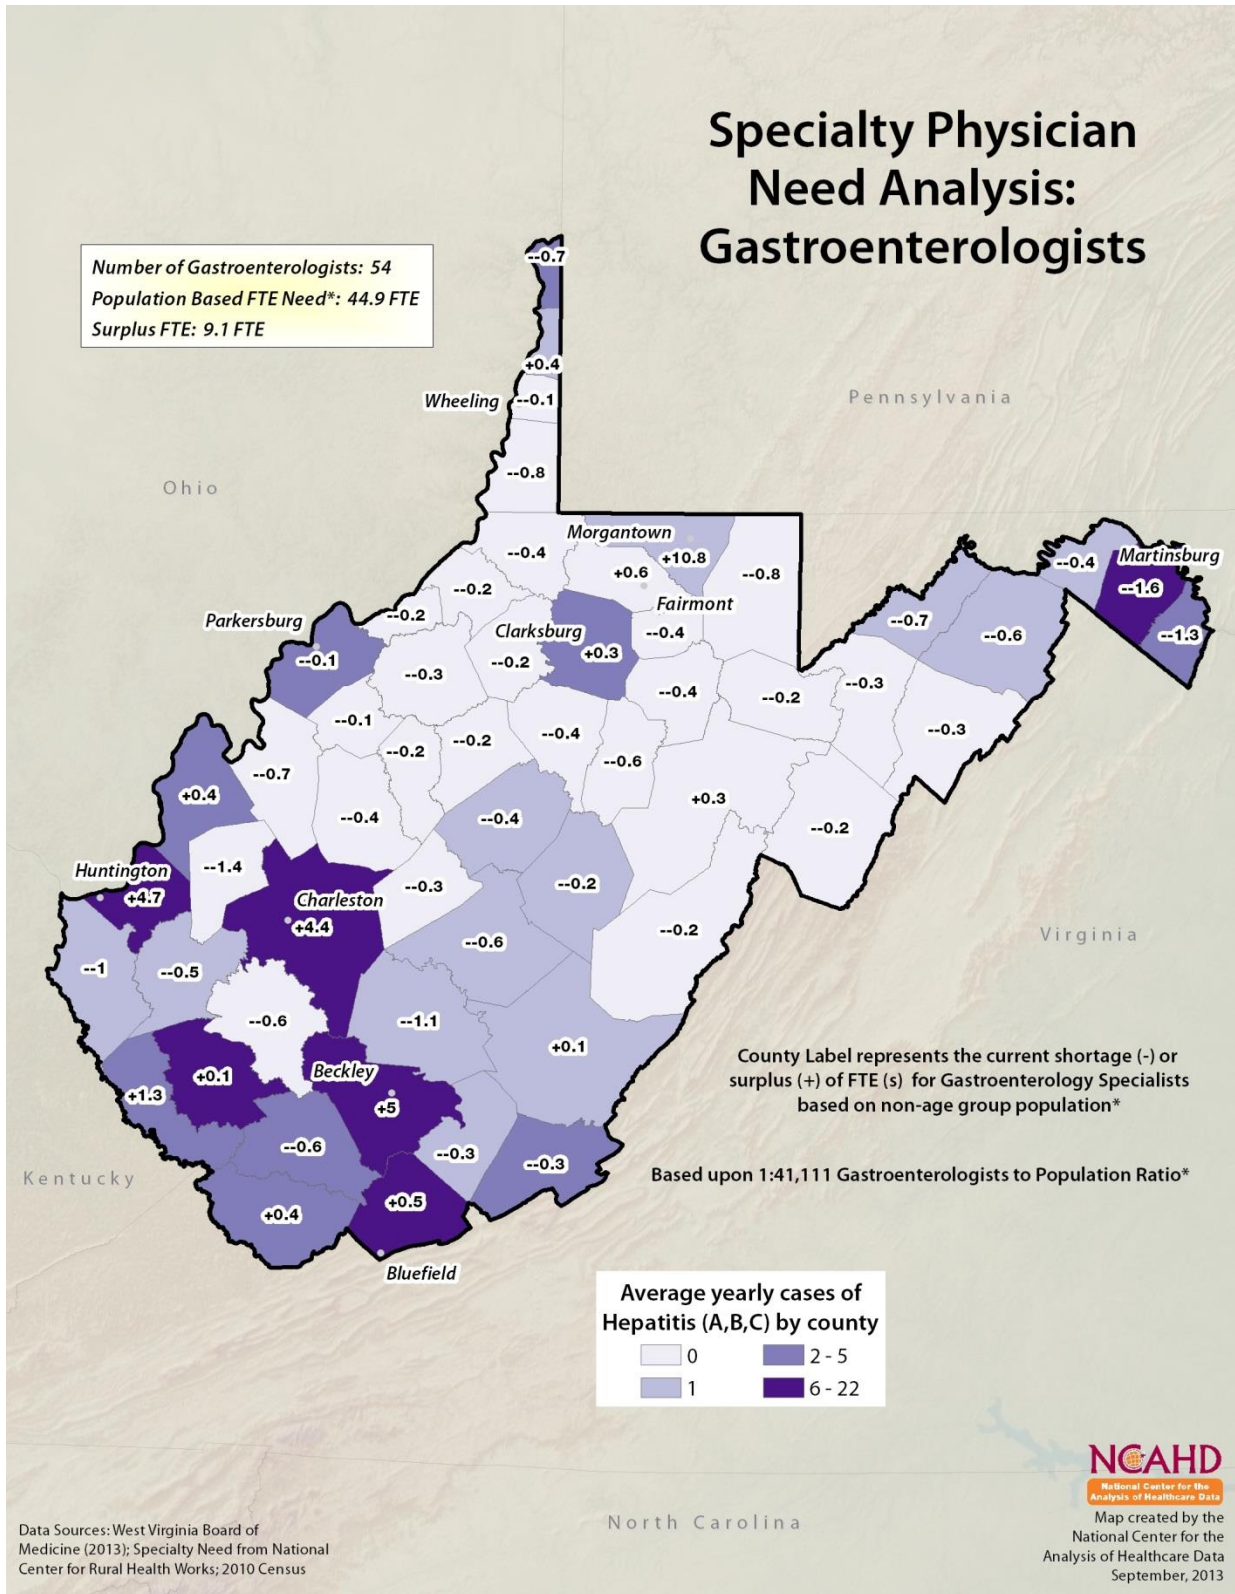 Specialty Physician
Need Analysis:
Gastroenterologists
Number of Gastroenterologists: 54
Population Based FTE Need*: 44.9 FTE
Surplus FTE: 9.1 FTE
--0.7
+0.4
Wheeling
--0.1
Pennsylvania
--0.8
Ohio
Morgantown
+10.8
--0.4
+0.6
--0.8
--0.4
Martinsburg
--1.6
--0.2
--0.2
Fairmont
Parkersburg
Clarksburg
--0.4
--0.7
--0.6
--1.3
--0.1
--0.3
--0.2
+0.3
--0.4
--0.2
--0.3
--0.3
--0.1
--0.2
--0.2
--0.4
--0.6
--0.7
+0.4
--0.4
--0.4
+0.3
--0.2
Huntington
--1.4
+4.7
Charleston
+4.4
--0.3
--0.2
--0.2
Virginia
--1
--0.5
--0.6
--0.6
--1.1
+0.1
+0.1
Beckley
+1.3
+5
--0.6
--0.3
--0.3
Kentucky
+0.4
+0.5
Bluefield
County Label represents the current shortage (-) or
surplus (+) of FTE (s) for Gastroenterology Specialists
based on non-age group population*
Based upon 1:41,111 Gastroenterologists to Population Ratio*
Average yearly cases of
Hepatitis (A,B,C) by county
0
2 - 5
1
6 - 22
NCAHD
National Center for the
Analysis of Healthcare Data
North Carolina
Map created by the
National Center for the
Analysis of Healthcare Data
September, 2013
Data Sources: West Virginia Board of
Medicine (2013); Specialty Need from National
Center for Rural Health Works; 2010 Census